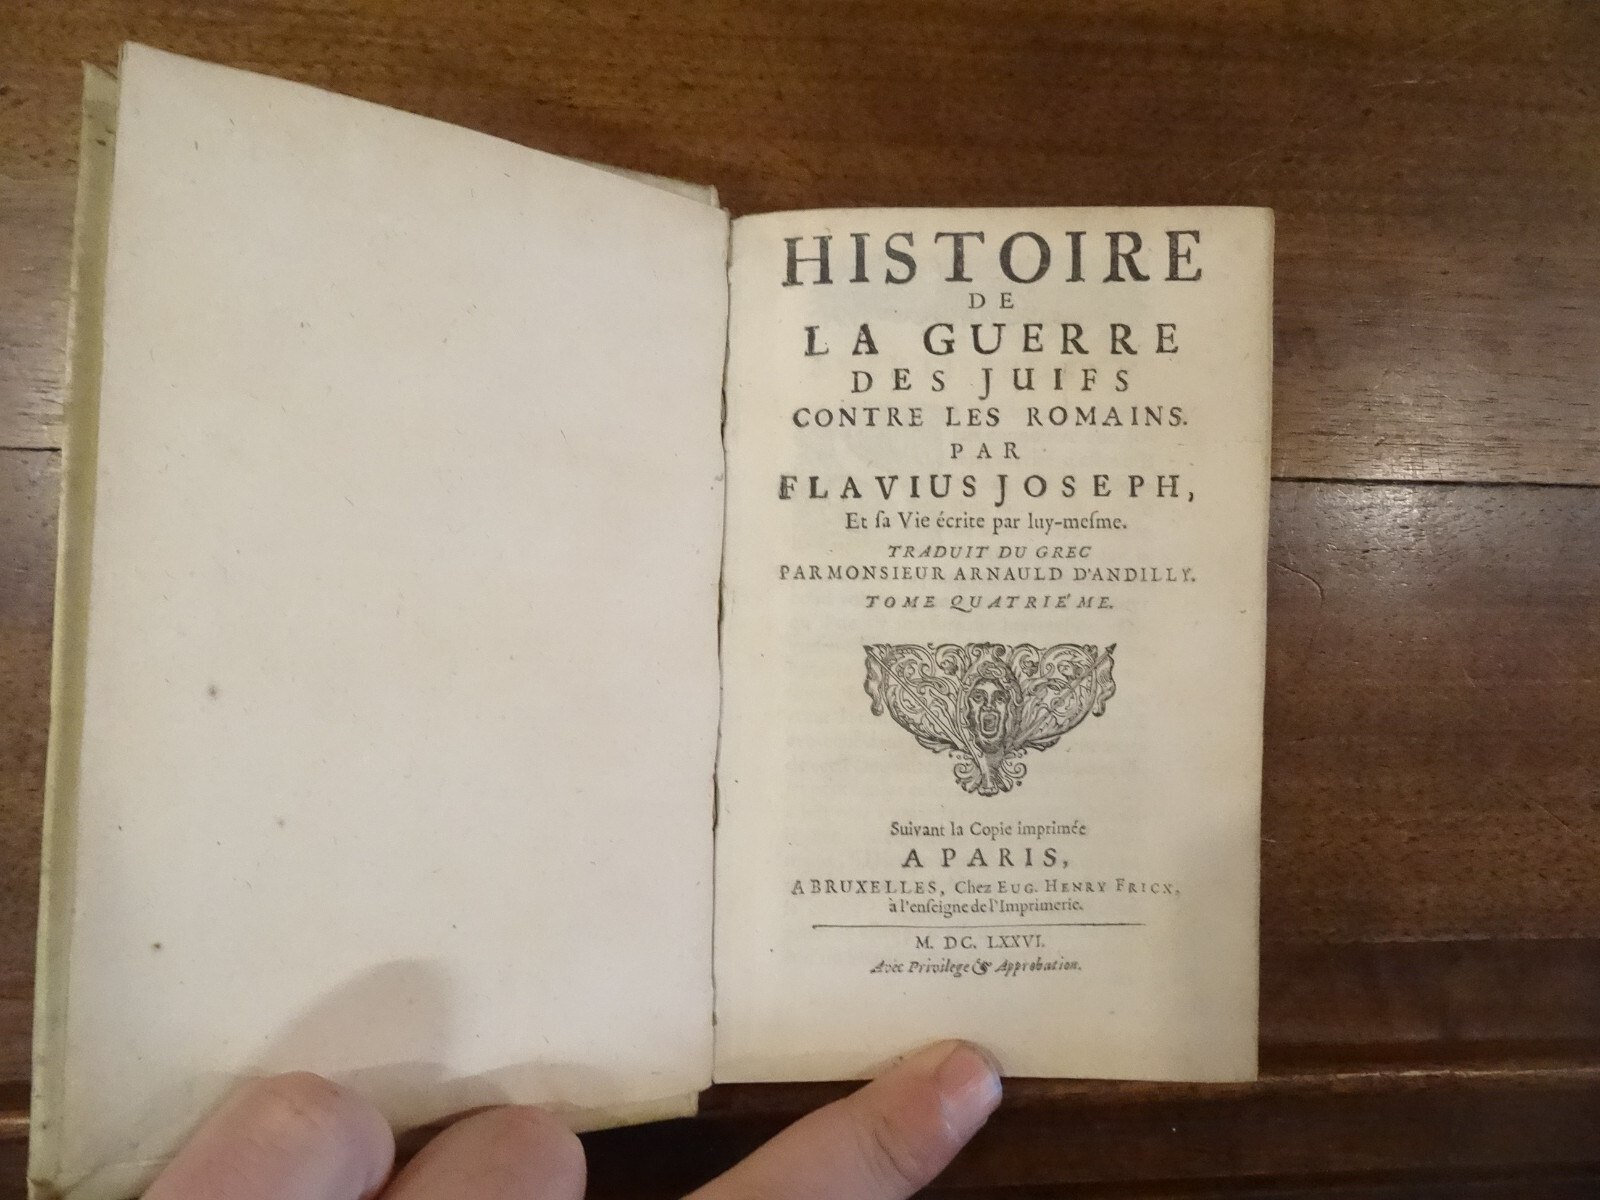 HISTOIRE
DE
LA GUERRE
DES JUIFS
CONTRE LES ROMAINS.
PAR
FLAVIUS JOSEPH,
Et ſa Vie écrite par luy-meſme.
TRADUIT DU GREC
PAR MONSIEUR ARNAULD D'ANDILLY.
TOME QUATRIE'ME.
Suivant la Copie imprimée
A PARIS,
A BRUXELLES, Chez EUG. HENRY FRICX,
à l'enſeigne de l'Imprimerie.
M. DC. LXXVI.
Avec Privilege & Approbation.